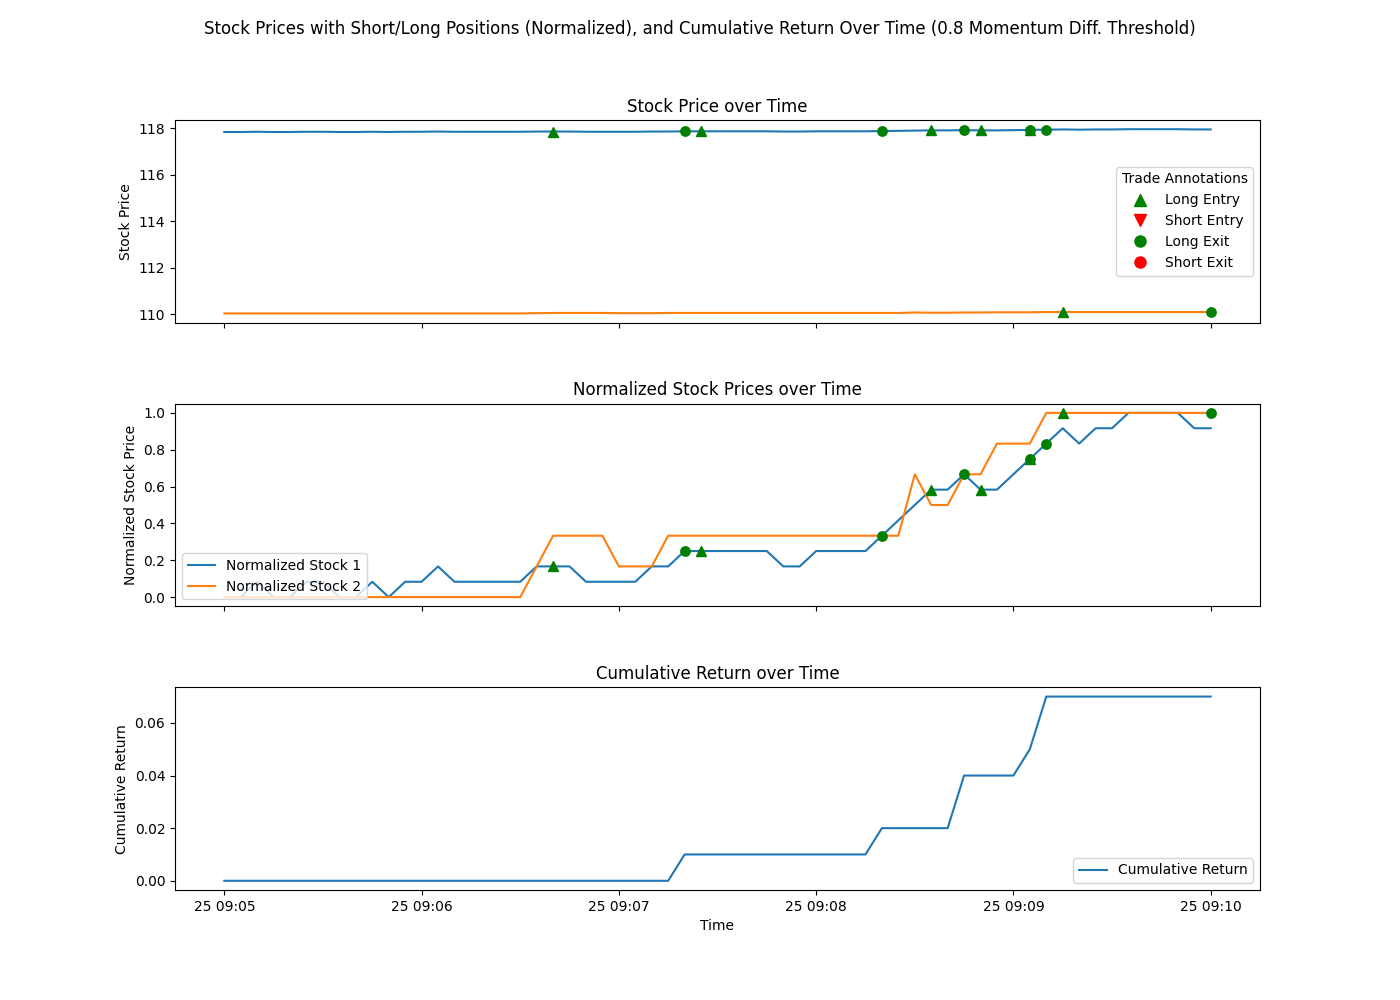 Stock Prices with Short/Long Positions (Normalized), and Cumulative Return Over Time (0.8 Momentum Diff. Threshold)
Stock Price over Time
Stock Price
118
116
114
112
110
Trade Annotations
Long Entry
Short Entry
Long Exit
Short Exit
Normalized Stock Prices over Time
Normalized Stock Price
1.0
0.8
0.6
0.4
0.2
0.0
Normalized Stock 1
Normalized Stock 2
Cumulative Return over Time
Cumulative Return
0.06
0.04
0.02
0.00
Cumulative Return
25 09:05
25 09:06
25 09:07
25 09:08
25 09:09
25 09:10
Time